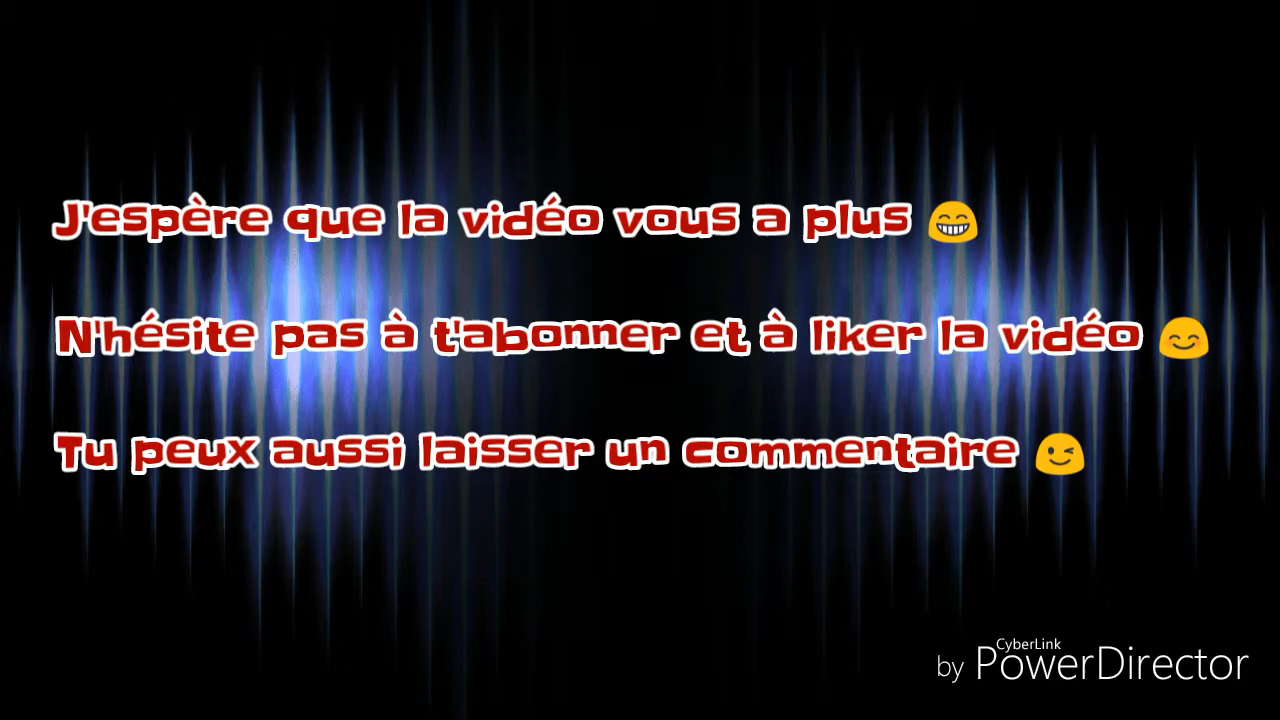 J'espère que la vidéo vous a plus 😁
N'hésite pas à t'abonner et à liker la vidéo 😊
Tu peux aussi laisser un commentaire 😉
CyberLink
by PowerDirector